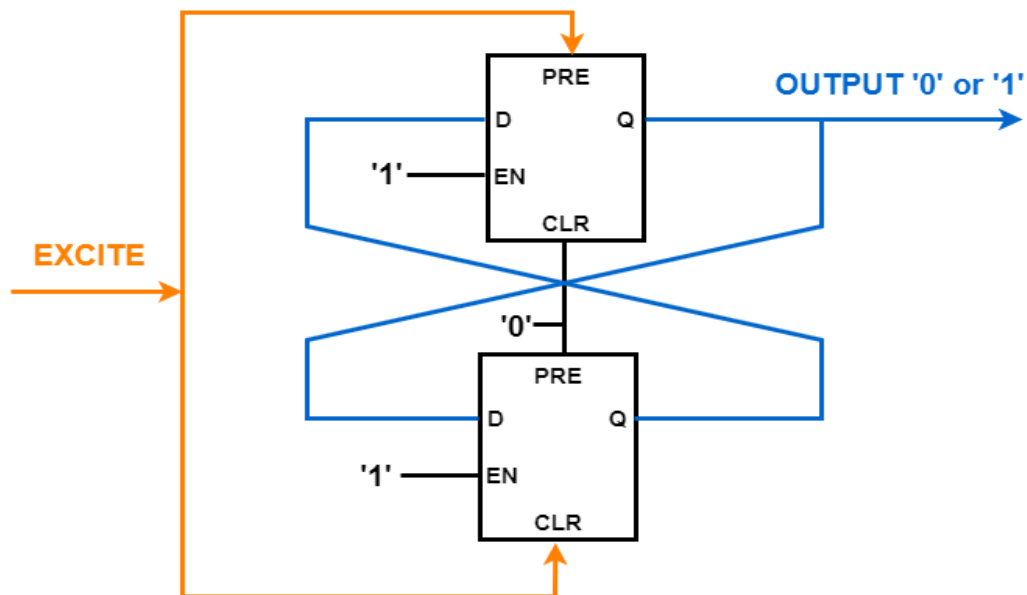 PRE
OUTPUT '0' or '1'
D
Q
'1'
EN
CLR
EXCITE
'0'
PRE
D
Q
'1'
EN
CLR